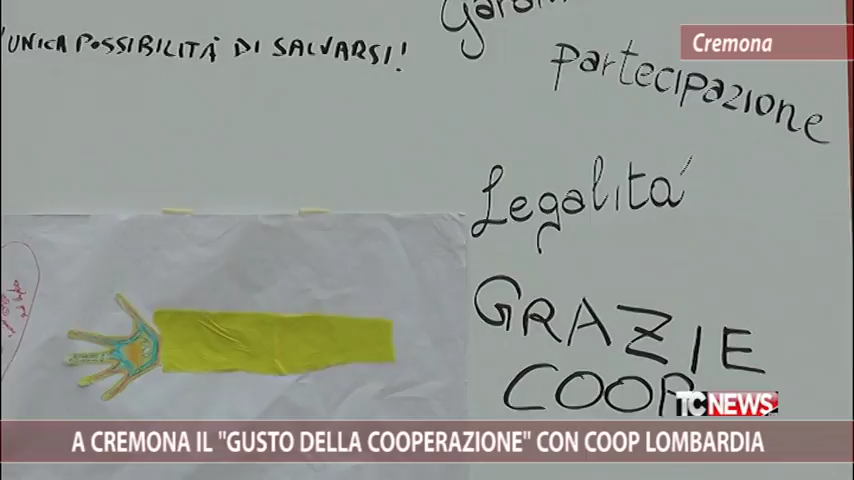 Cremona
UNICA POSSIBILITÀ DI SALVARSI!
partecipazione
Legalità
GRAZIE
COOP
TCNEWS
A CREMONA IL "GUSTO DELLA COOPERAZIONE" CON COOP LOMBARDIA